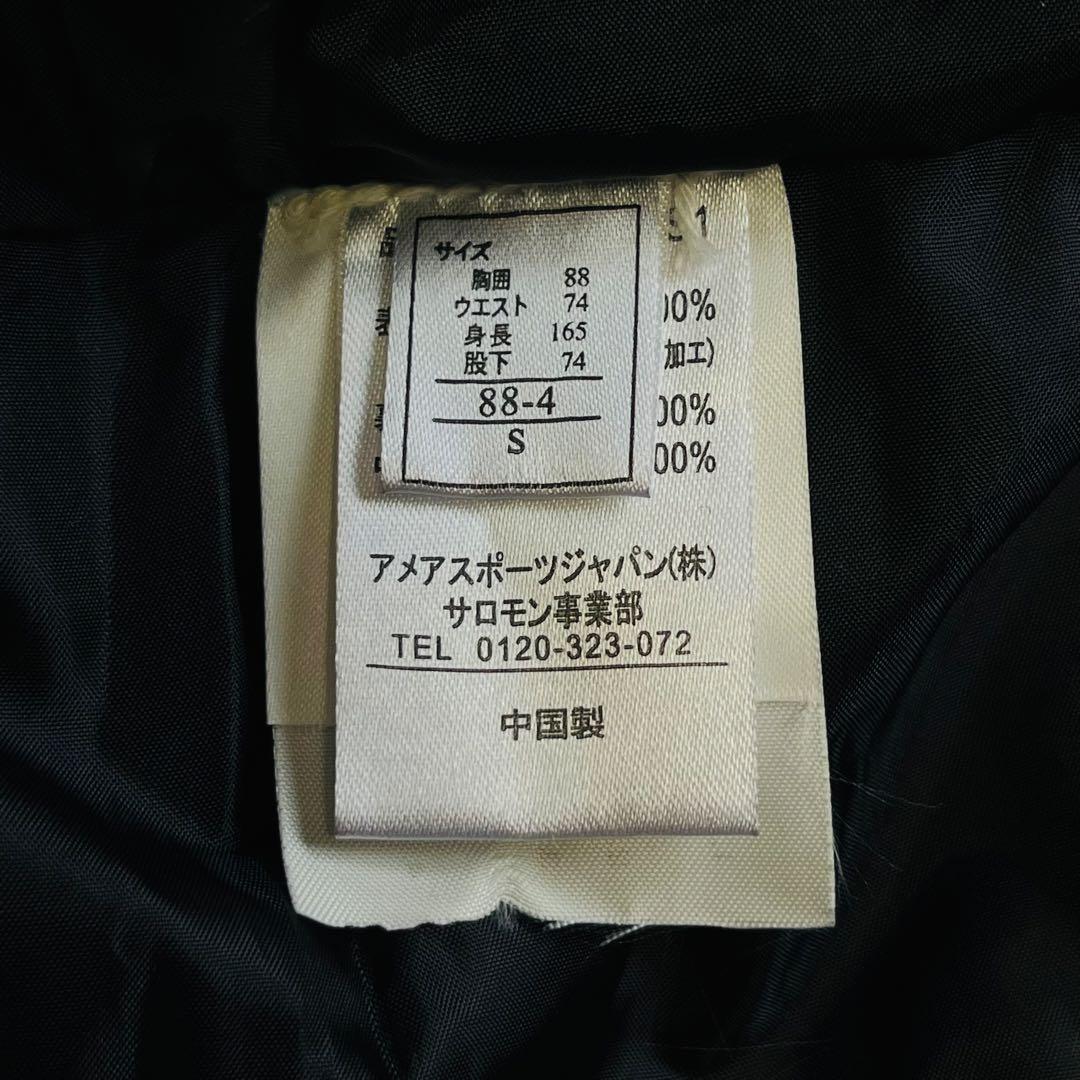 サイズ
胸囲 88
ウエスト 74
身長 165
股下 74
88-4
S
1
00%
加工)
00%
00%
アメアスポーツジャパン(株)
サロモン事業部
TEL 0120-323-072
中国製